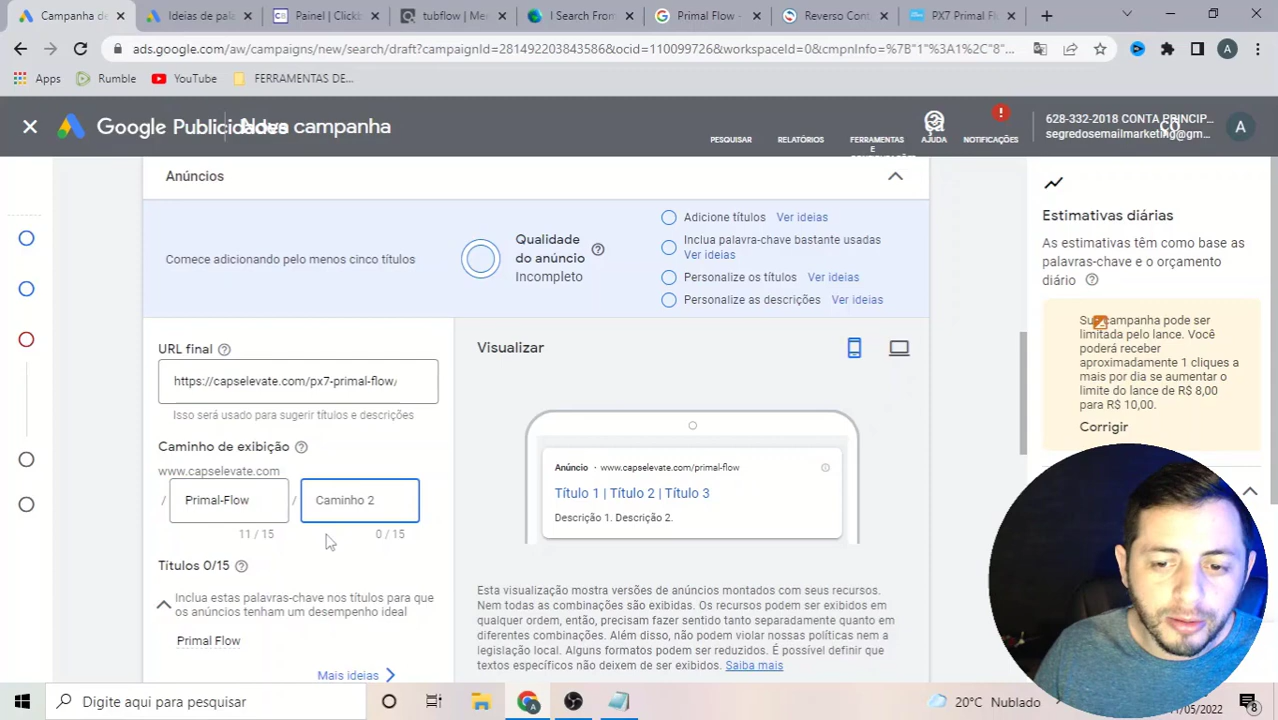 Campanha de
Ideias de pala
Painel | Clickb
tubflow | Me
I Search From
Primal Flow -
Reverso Cont
PX7 Primal Flo
ads.google.com/aw/campaigns/new/search/draft?campaignId=281492203843586&ocid=110099726&workspaceId=0&cmpnInfo=%7B"1"%3A1%2C"8"...
Apps
Rumble
YouTube
FERRAMENTAS DE...
Nova campanha
PESQUISAR
RELATÓRIOS
FERRAMENTAS
E
AJUDA
NOTIFICAÇÕES
628-332-2018 CONTA PRINCIP...
segredosemailmarketing@gm...
A
Anúncios
Comece adicionando pelo menos cinco títulos
Qualidade
do anúncio
Incompleto
Adicione títulos Ver ideias
Inclua palavra-chave bastante usadas
Ver ideias
Personalize os títulos Ver ideias
Personalize as descrições Ver ideias
URL final
https://capselevate.com/px7-primal-flow/
Isso será usado para sugerir títulos e descrições
Caminho de exibição
www.capselevate.com
/ Primal-Flow / Caminho 2
11 / 15
0 / 15
Títulos 0/15
Inclua estas palavras-chave nos títulos para que
os anúncios tenham um desempenho ideal
Primal Flow
Mais ideias
Visualizar
Anúncio · www.capselevate.com/primal-flow
Título 1 | Título 2 | Título 3
Descrição 1. Descrição 2.
Esta visualização mostra versões de anúncios montados com seus recursos.
Nem todas as combinações são exibidas. Os recursos podem ser exibidos em
qualquer ordem, então, precisam fazer sentido tanto separadamente quanto em
diferentes combinações. Além disso, não podem violar nossas políticas nem a
legislação local. Alguns formatos podem ser reduzidos. É possível definir que
textos específicos não deixem de ser exibidos. Saiba mais
Estimativas diárias
As estimativas têm como base as
palavras-chave e o orçamento
diário
campanha pode ser
limitada pelo lance. Você
poderá receber
aproximadamente 1 cliques a
mais por dia se aumentar o
limite do lance de R$ 8,00
para R$ 10,00.
Corrigir
Digite aqui para pesquisar
20°C Nublado
/05/2022
8